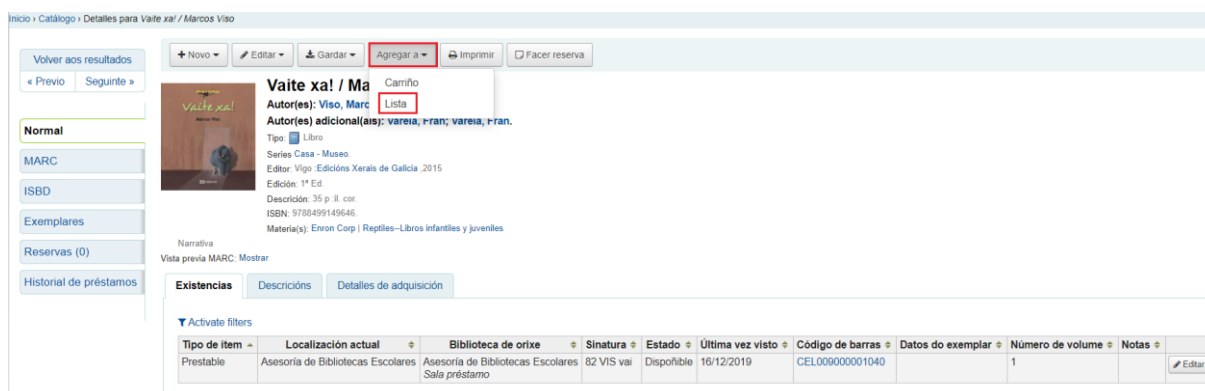 Inicio › Catálogo › Detalles para Vaite xa! / Marcos Viso
Volver aos resultados
« Previo Seguinte »
Normal
MARC
ISBD
Exemplares
Reservas (0)
Historial de préstamos
Novo Editar Gardar Agregar a Imprimir Facer reserva
Carriño
Lista
Vaite xa!
Marcos Viso
Vaite xa! / Ma
Autor(es): Viso, Marc
Autor(es) adicional(ais): Varela, Fran; Varela, Fran.
Tipo: Libro
Series Casa - Museo.
Editor: Vigo :Edicións Xerais de Galicia ,2015
Edición: 1ª Ed.
Descrición: 35 p :il. cor.
ISBN: 9788499149646.
Materia(s): Enron Corp | Reptiles--Libros infantiles y juveniles
Narrativa
Vista previa MARC: Mostrar
Existencias Descricións Detalles de adquisición
Activate filters
Tipo de ítem Localización actual Biblioteca de orixe Sinatura Estado Última vez visto Código de barras Datos do exemplar Número de volume Notas
Prestable Asesoría de Bibliotecas Escolares Asesoría de Bibliotecas Escolares 82 VIS vai Dispoñible 16/12/2019 CEL009000001040 1 Editar
Sala préstamo